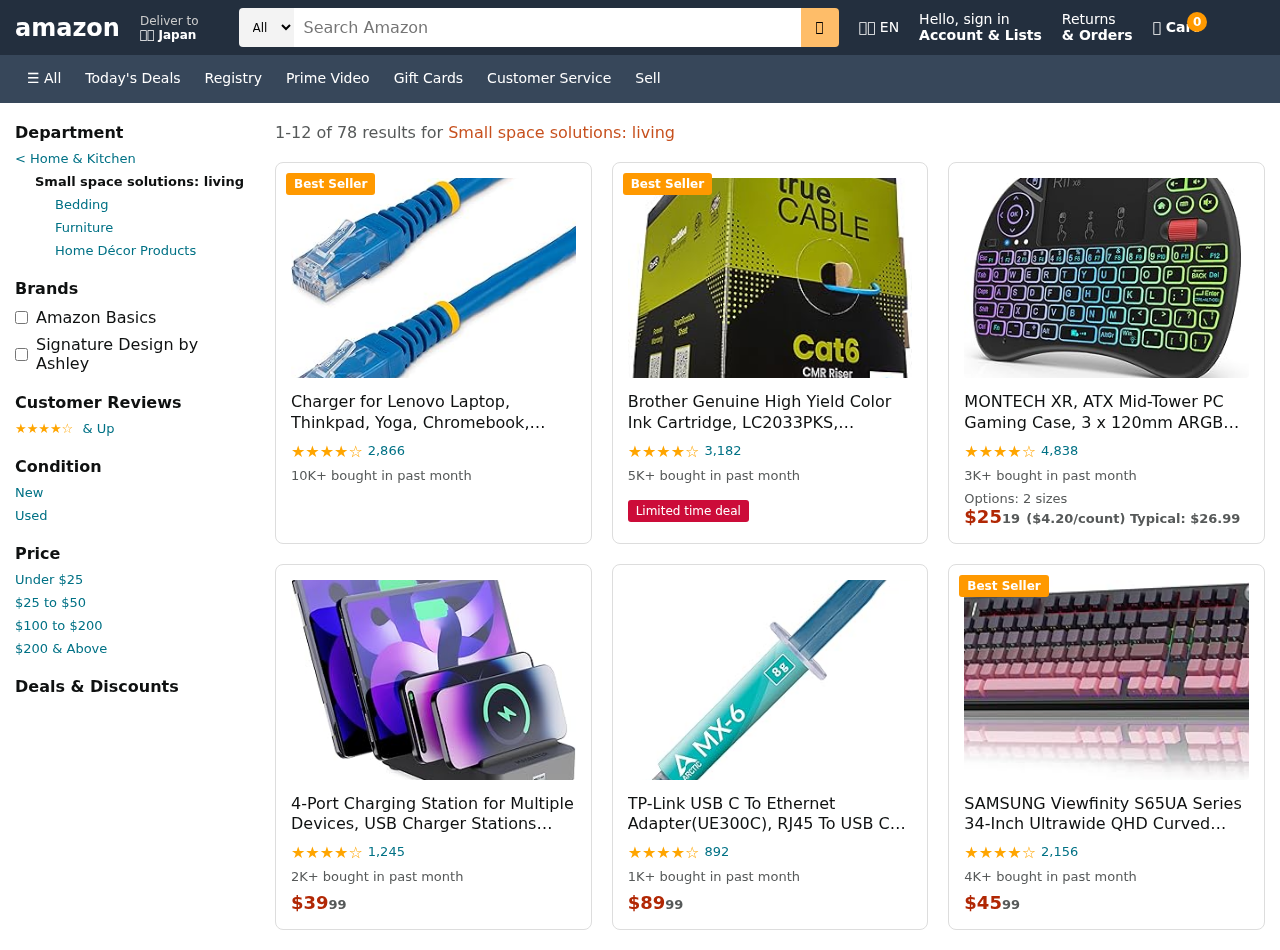 amazon
Deliver to
Japan
All
Search Amazon
EN
Hello, sign in
Account & Lists
Returns
& Orders
0
☰ All
Today's Deals
Registry
Prime Video
Gift Cards
Customer Service
Sell
Department
< Home & Kitchen
Small space solutions: living
Bedding
Furniture
Home Décor Products
Brands
Amazon Basics
Signature Design by
Ashley
Customer Reviews
★★★★☆ & Up
Condition
New
Used
Price
Under $25
$25 to $50
$100 to $200
$200 & Above
Deals & Discounts
1-12 of 78 results for Small space solutions: living
Best Seller
Charger for Lenovo Laptop,
Thinkpad, Yoga, Chromebook,…
★★★★☆ 2,866
10K+ bought in past month
Best Seller
true
CABLE
Cat6
CMR Riser
Brother Genuine High Yield Color
Ink Cartridge, LC2033PKS,…
★★★★☆ 3,182
5K+ bought in past month
Limited time deal
MONTECH XR, ATX Mid-Tower PC
Gaming Case, 3 x 120mm ARGB…
★★★★☆ 4,838
3K+ bought in past month
Options: 2 sizes
$2519 ($4.20/count) Typical: $26.99
4-Port Charging Station for Multiple
Devices, USB Charger Stations…
★★★★☆ 1,245
2K+ bought in past month
$3999
8g
MX-6
ARCTIC
TP-Link USB C To Ethernet
Adapter(UE300C), RJ45 To USB C…
★★★★☆ 892
1K+ bought in past month
$8999
Best Seller
SAMSUNG Viewfinity S65UA Series
34-Inch Ultrawide QHD Curved…
★★★★☆ 2,156
4K+ bought in past month
$4599